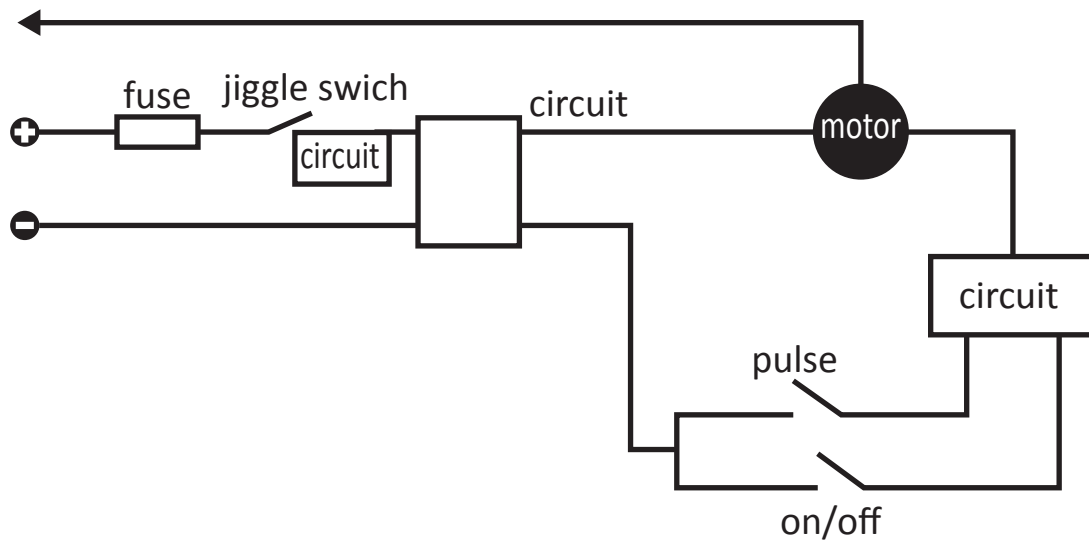 fuse
jiggle swich
circuit
circuit
motor
circuit
pulse
on/off